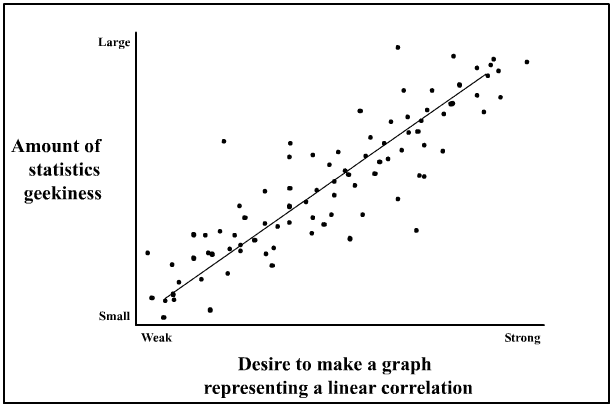 Large
Amount of
statistics
geekiness
Small
Weak
Strong
Desire to make a graph
representing a linear correlation